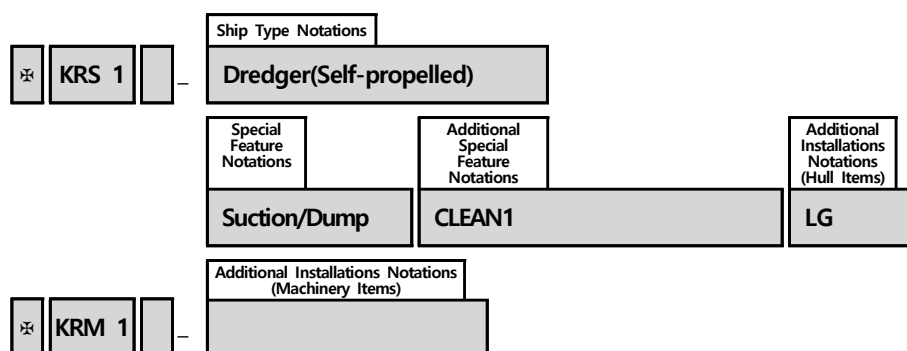 Ship Type Notations
✠ KRS 1 _ Dredger(Self-propelled)
Special
Feature
Notations
Additional
Special
Feature
Notations
Additional
Installations
Notations
(Hull Items)
Suction/Dump CLEAN1 LG
Additional Installations Notations
(Machinery Items)
✠ KRM 1 _